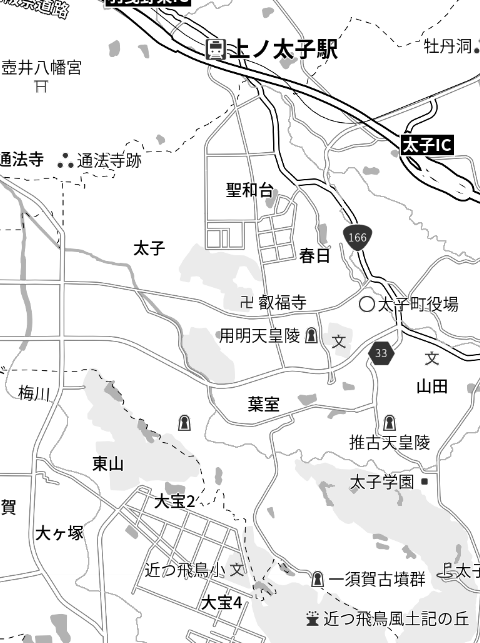 上ノ太子駅
牡丹洞
壺井八幡宮
太子IC
通法寺
通法寺跡
聖和台
166
太子
春日
卍 叡福寺
太子町役場
用明天皇陵
文
33
文
山田
梅川
葉室
推古天皇陵
東山
太子学園
大宝2
賀
大ヶ塚
近つ飛鳥小 文
一須賀古墳群
太子
大宝4
近つ飛鳥風土記の丘